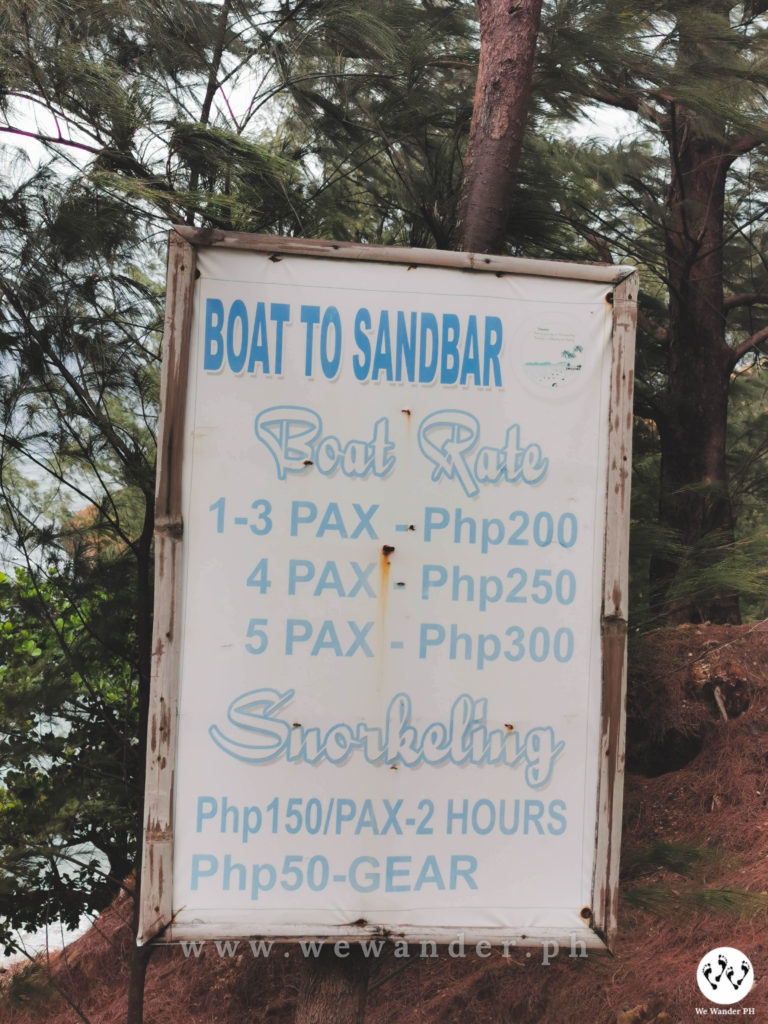 BOAT TO SANDBAR
Boat Rate
1-3 PAX - Php200
4 PAX - Php250
5 PAX - Php300
Snorkeling
Php150/PAX-2 HOURS
Php50-GEAR
www.wewander.ph
We Wander PH